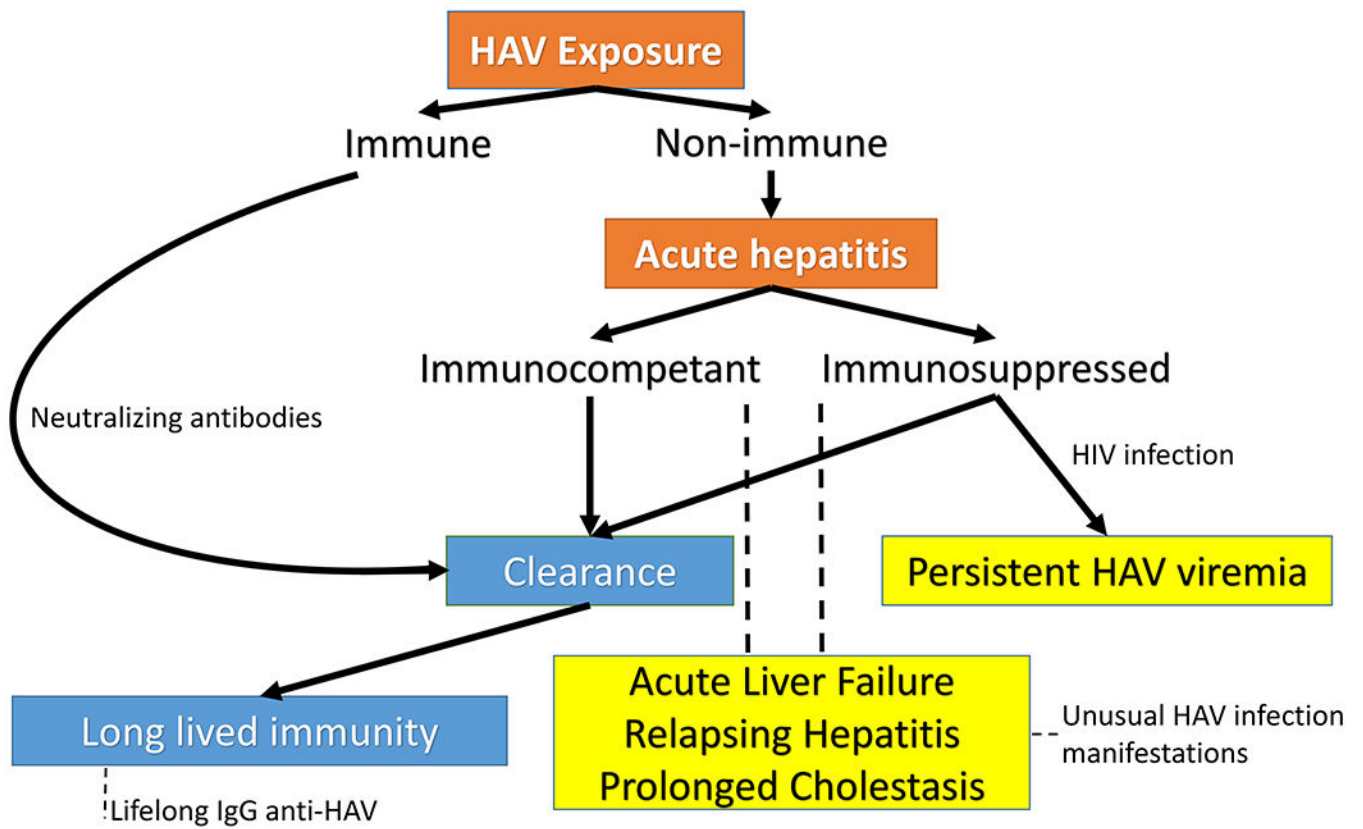 HAV Exposure
Immune
Non-immune
Acute hepatitis
Immunocompetant
Immunosuppressed
Neutralizing antibodies
HIV infection
Clearance
Persistent HAV viremia
Acute Liver Failure
Relapsing Hepatitis
Prolonged Cholestasis
Unusual HAV infection
manifestations
Long lived immunity
Lifelong IgG anti-HAV